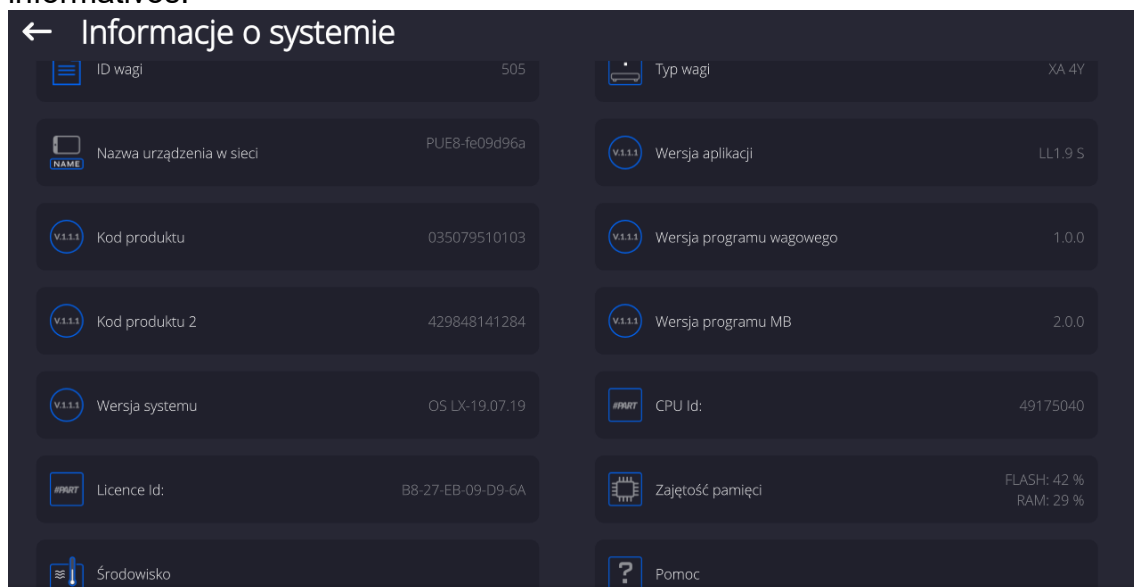 informativos.
Informacje o systemie
ID wagi 505
Typ wagi XA 4Y
NAME Nazwa urządzenia w sieci PUE8-fe09d96a
V.1.1.1 Wersja aplikacji LL1.9 S
V.1.1.1 Kod produktu 035079510103
V.1.1.1 Wersja programu wagowego 1.0.0
V.1.1.1 Kod produktu 2 429848141284
V.1.1.1 Wersja programu MB 2.0.0
V.1.1.1 Wersja systemu OS LX-19.07.19
#PART CPU Id: 49175040
#PART Licence Id: B8-27-EB-09-D9-6A
Zajętość pamięci FLASH: 42 %
RAM: 29 %
Środowisko
? Pomoc